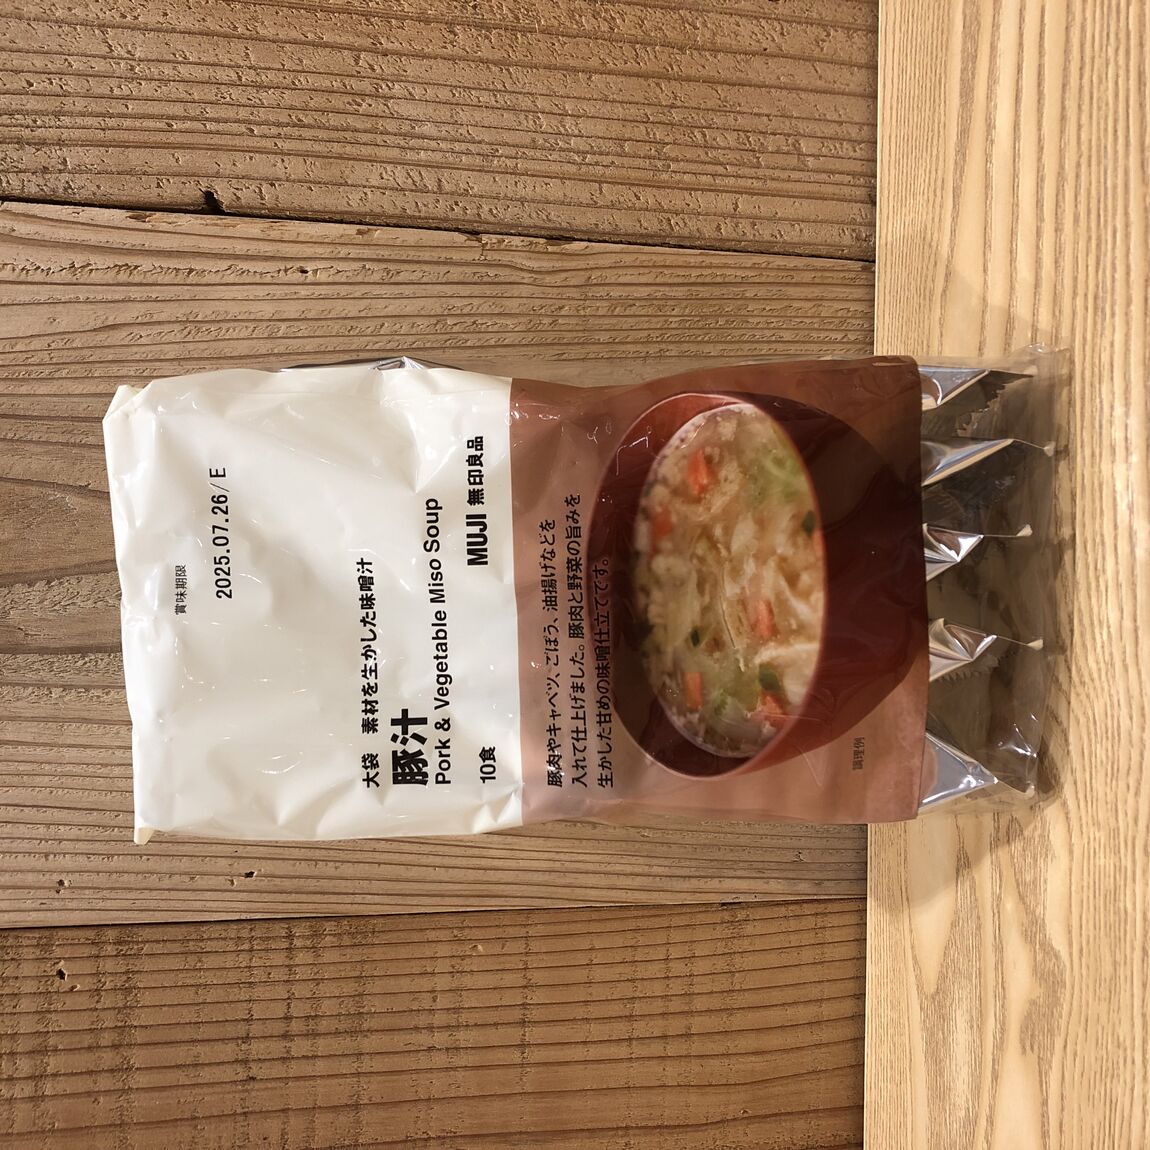 賞味期限
2025.07.26/E
大袋 素材を生かした味噌汁
豚汁
Pork & Vegetable Miso Soup
10食
MUJI 無印良品
豚肉やキャベツ、ごぼう、油揚げなどを
入れて仕上げました。豚肉と野菜の旨みを
生かした甘めの味噌仕立てです。
調理例